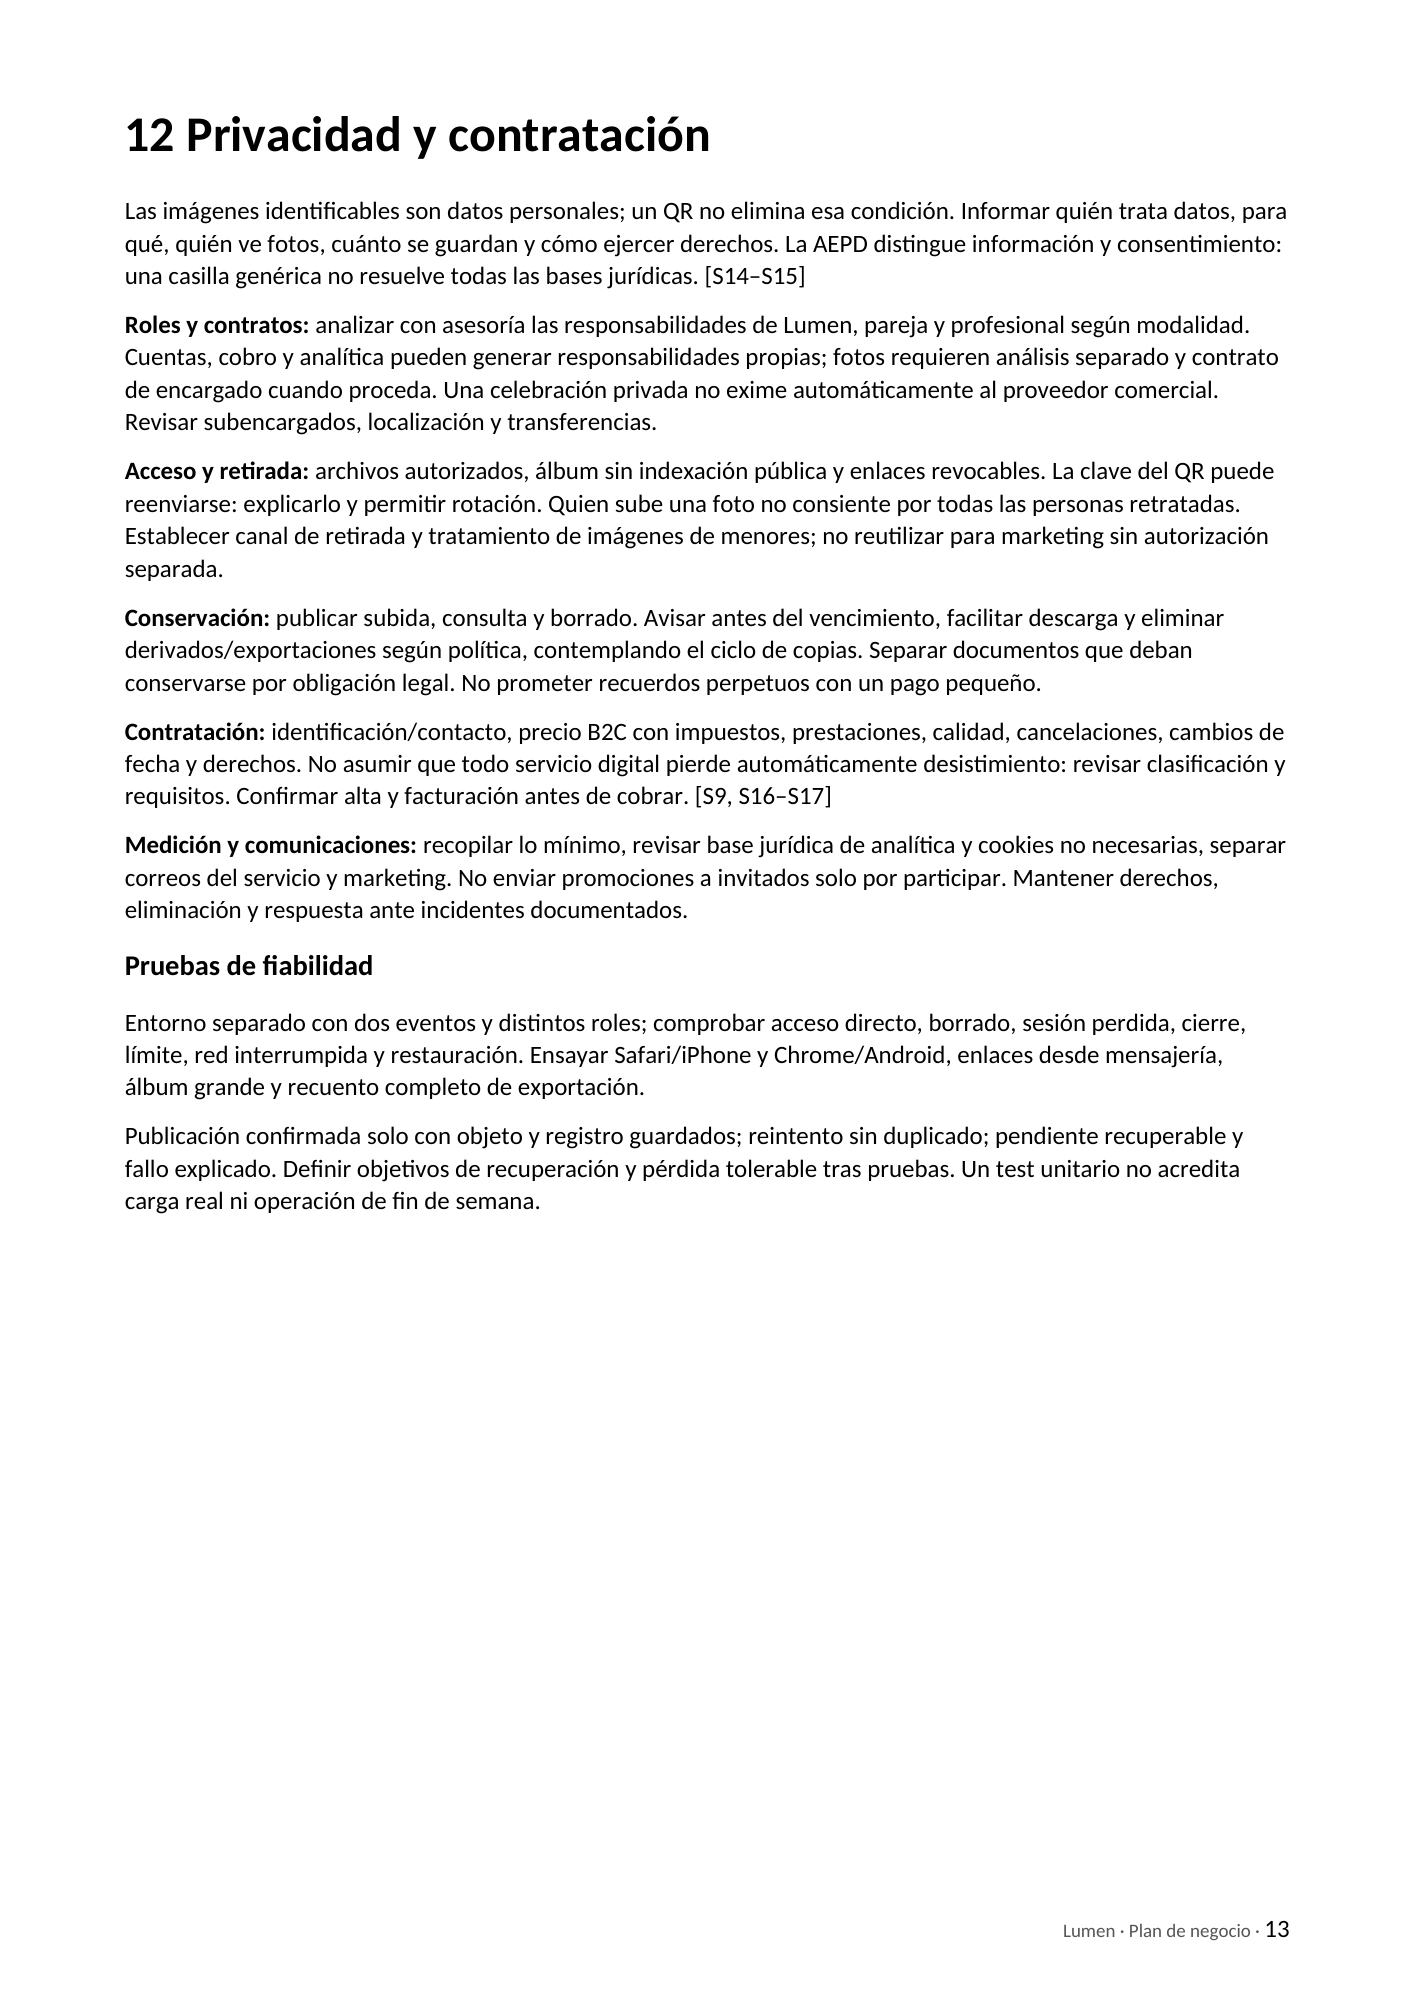 12 Privacidad y contratación
Las imágenes identificables son datos personales; un QR no elimina esa condición. Informar quién trata datos, para
qué, quién ve fotos, cuánto se guardan y cómo ejercer derechos. La AEPD distingue información y consentimiento:
una casilla genérica no resuelve todas las bases jurídicas. [S14–S15]
Roles y contratos: analizar con asesoría las responsabilidades de Lumen, pareja y profesional según modalidad.
Cuentas, cobro y analítica pueden generar responsabilidades propias; fotos requieren análisis separado y contrato
de encargado cuando proceda. Una celebración privada no exime automáticamente al proveedor comercial.
Revisar subencargados, localización y transferencias.
Acceso y retirada: archivos autorizados, álbum sin indexación pública y enlaces revocables. La clave del QR puede
reenviarse: explicarlo y permitir rotación. Quien sube una foto no consiente por todas las personas retratadas.
Establecer canal de retirada y tratamiento de imágenes de menores; no reutilizar para marketing sin autorización
separada.
Conservación: publicar subida, consulta y borrado. Avisar antes del vencimiento, facilitar descarga y eliminar
derivados/exportaciones según política, contemplando el ciclo de copias. Separar documentos que deban
conservarse por obligación legal. No prometer recuerdos perpetuos con un pago pequeño.
Contratación: identificación/contacto, precio B2C con impuestos, prestaciones, calidad, cancelaciones, cambios de
fecha y derechos. No asumir que todo servicio digital pierde automáticamente desistimiento: revisar clasificación y
requisitos. Confirmar alta y facturación antes de cobrar. [S9, S16–S17]
Medición y comunicaciones: recopilar lo mínimo, revisar base jurídica de analítica y cookies no necesarias, separar
correos del servicio y marketing. No enviar promociones a invitados solo por participar. Mantener derechos,
eliminación y respuesta ante incidentes documentados.
Pruebas de fiabilidad
Entorno separado con dos eventos y distintos roles; comprobar acceso directo, borrado, sesión perdida, cierre,
límite, red interrumpida y restauración. Ensayar Safari/iPhone y Chrome/Android, enlaces desde mensajería,
álbum grande y recuento completo de exportación.
Publicación confirmada solo con objeto y registro guardados; reintento sin duplicado; pendiente recuperable y
fallo explicado. Definir objetivos de recuperación y pérdida tolerable tras pruebas. Un test unitario no acredita
carga real ni operación de fin de semana.
Lumen · Plan de negocio · 13